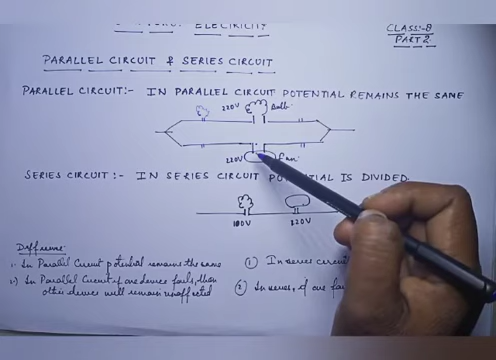 ELECTRICITY
CLASS:-8
PART 2
PARALLEL CIRCUIT & SERIES CIRCUIT
PARALLEL CIRCUIT:- IN PARALLEL CIRCUIT POTENTIAL REMAINS THE SAME
220V Bulb
220V Fan
SERIES CIRCUIT:- IN SERIES CIRCUIT POTENTIAL IS DIVIDED.
100V 120V
Difference:
1. In Parallel Circuit potential remains the same
(1) In series circuit
2) In Parallel Circuit if one device fails, then
other device will remain unaffected
(2) In series, if one